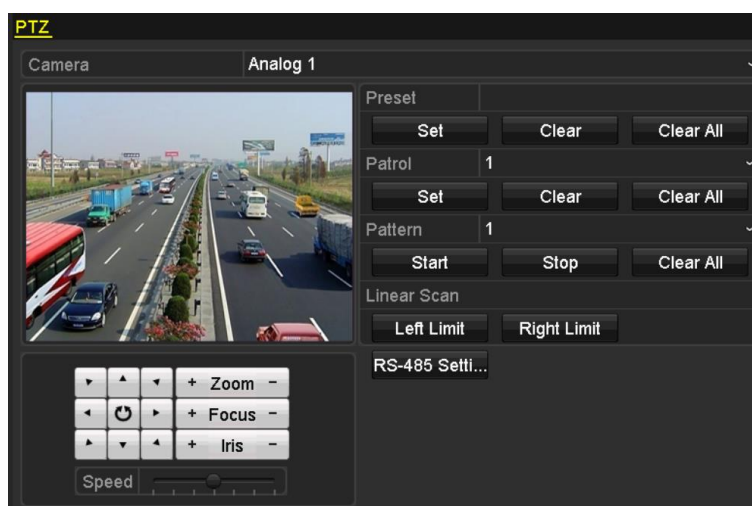 PTZ
Camera Analog 1
Preset
Set Clear Clear All
Patrol 1
Set Clear Clear All
Pattern 1
Start Stop Clear All
Linear Scan
Left Limit Right Limit
RS-485 Setti...
+ Zoom -
+ Focus -
+ Iris -
Speed